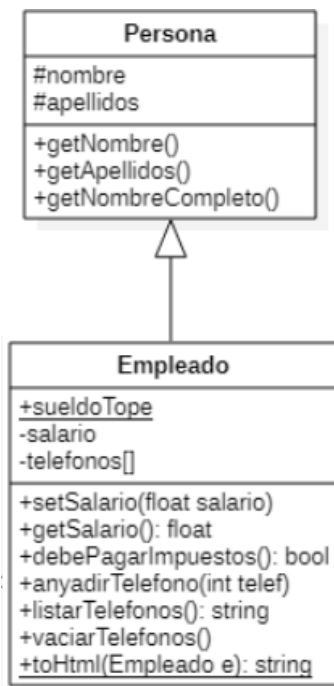 Persona
#nombre
#apellidos
+getNombre()
+getApellidos()
+getNombreCompleto()
Empleado
+sueldoTope
-salario
-telefonos[]
+setSalario(float salario)
+getSalario(): float
+debePagarImpuestos(): bool
+anyadirTelefono(int telef)
+listarTelefonos(): string
+vaciarTelefonos()
+toHtml(Empleado e): string